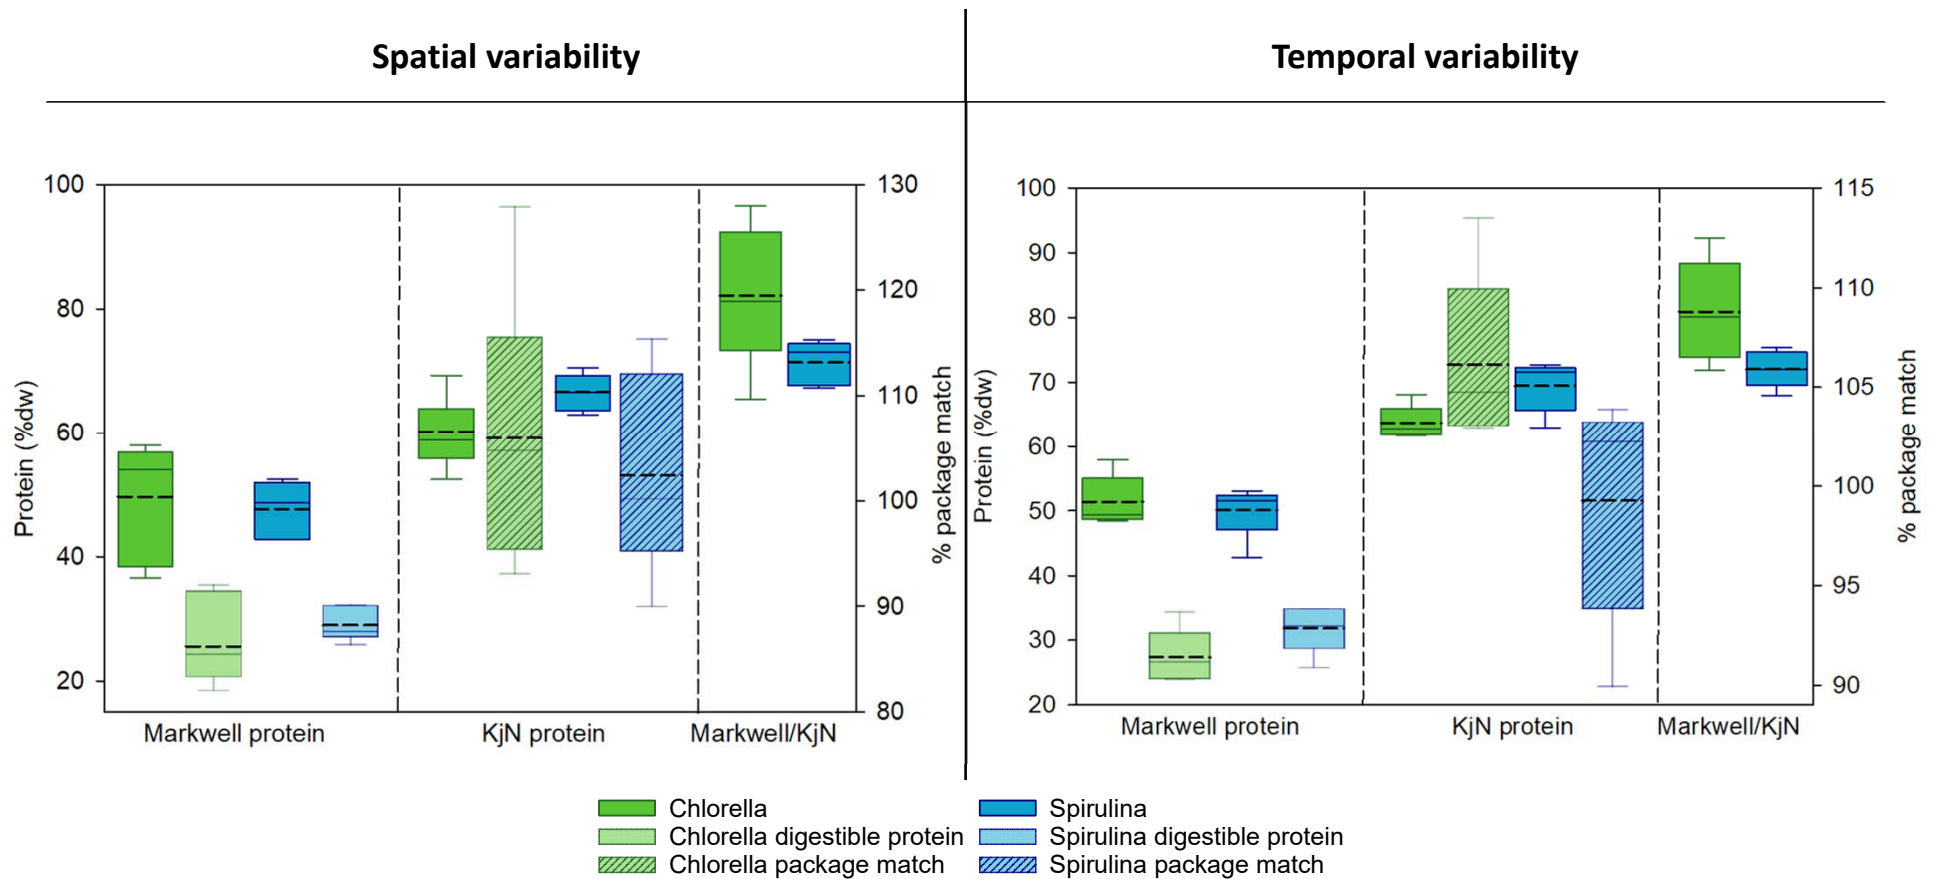 Spatial variability
Temporal variability
100
80
60
40
20
Protein (%dw)
130
120
110
100
90
80
% package match
Markwell protein
KjN protein
Markwell/KjN
100
90
80
70
60
50
40
30
20
Protein (%dw)
115
110
105
100
95
90
% package match
Markwell protein
KjN protein
Markwell/KjN
Chlorella
Chlorella digestible protein
Chlorella package match
Spirulina
Spirulina digestible protein
Spirulina package match